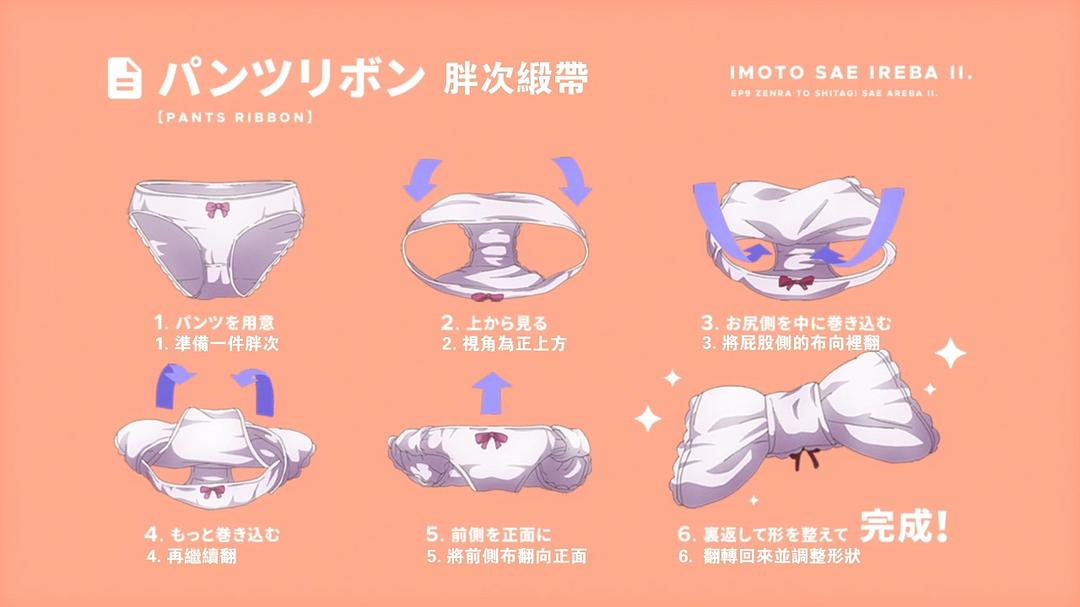 パンツリボン 胖次緞帶
【PANTS RIBBON】
IMOTO SAE IREBA II.
EP9 ZENRA TO SHITAGI SAE AREBA II.
1. パンツを用意
1. 準備一件胖次
2. 上から見る
2. 視角為正上方
3. お尻側を中に巻き込む
3. 將屁股側的布向裡翻
4. もっと巻き込む
4. 再繼續翻
5. 前側を正面に
5. 將前側布翻向正面
6. 裏返して形を整えて 完成!
6. 翻轉回來並調整形狀